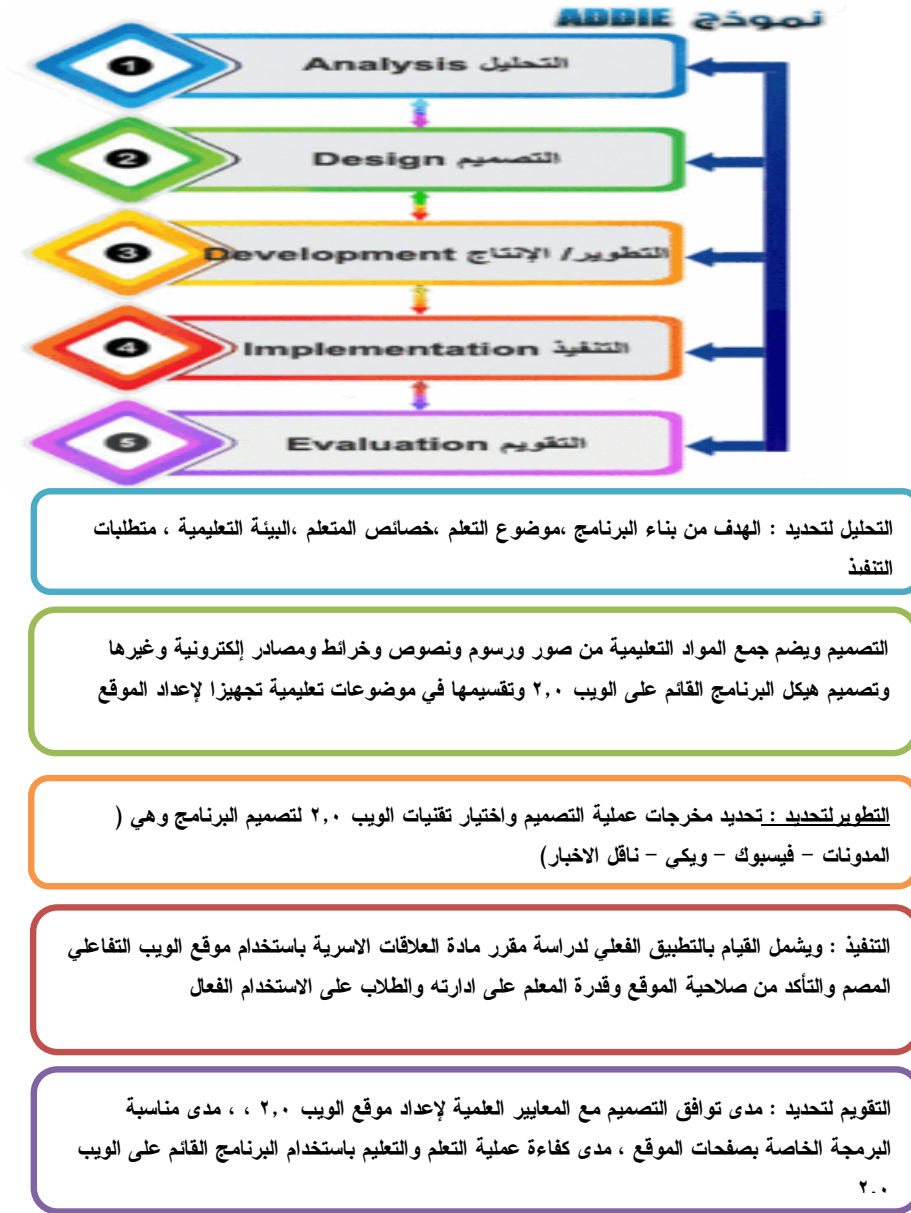 نموذج ADDIE
1
التحليل Analysis
2
التصميم Design
3
التطوير/ الإنتاج Development
4
التنفيذ Implementation
5
التقويم Evaluation
التحليل لتحديد : الهدف من بناء البرنامج ،موضوع التعلم ،خصائص المتعلم ،البيئة التعليمية ، متطلبات
التنفيذ
التصميم ويضم جمع المواد التعليمية من صور ورسوم ونصوص وخرائط ومصادر إلكترونية وغيرها
وتصميم هيكل البرنامج القائم على الويب ٢,٠ وتقسيمها في موضوعات تعليمية تجهيزا لإعداد الموقع
التطويرلتحديد : تحديد مخرجات عملية التصميم واختيار تقنيات الويب ٢,٠ لتصميم البرنامج وهي (
المدونات – فيسبوك – ويكي – ناقل الاخبار)
التنفيذ : ويشمل القيام بالتطبيق الفعلي لدراسة مقرر مادة العلاقات الاسرية باستخدام موقع الويب التفاعلي
المصم والتأكد من صلاحية الموقع وقدرة المعلم على ادارته والطلاب على الاستخدام الفعال
التقويم لتحديد : مدى توافق التصميم مع المعايير العلمية لإعداد موقع الويب ٢,٠ ، ، مدى مناسبة
البرمجة الخاصة بصفحات الموقع ، مدى كفاءة عملية التعلم والتعليم باستخدام البرنامج القائم على الويب
٢,٠